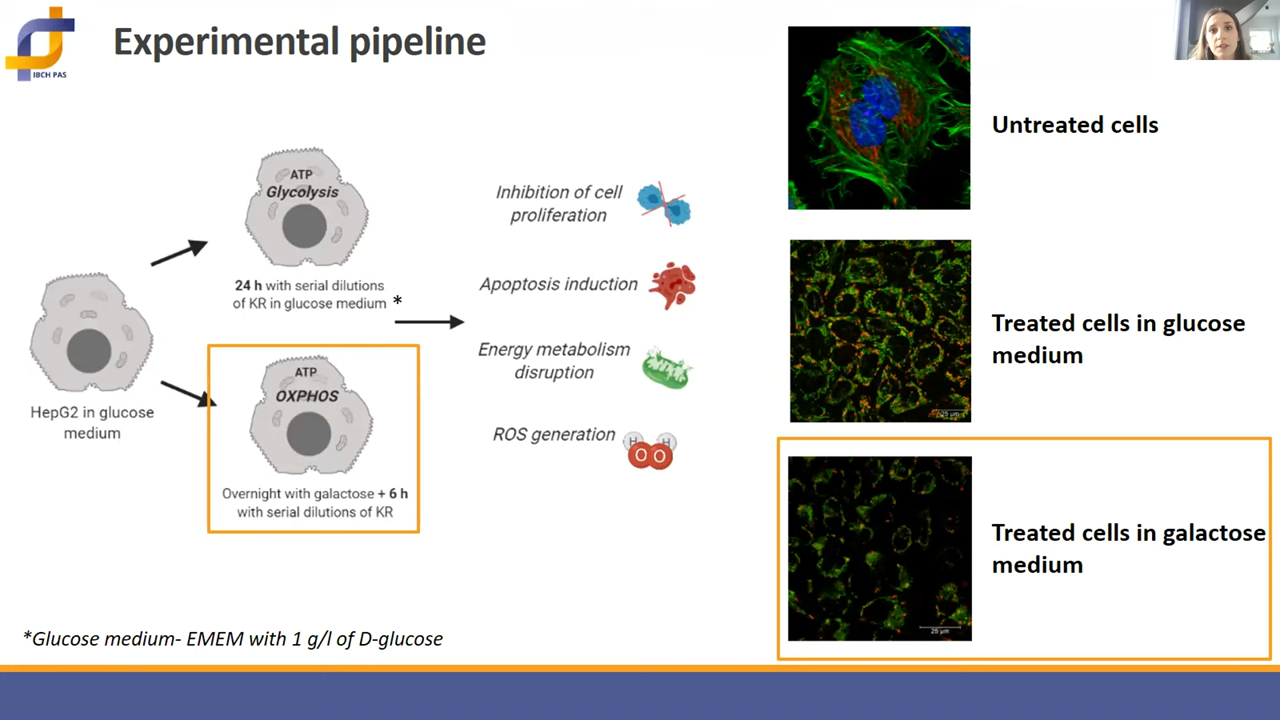 IBCH PAS
Experimental pipeline
ATP
Glycolysis
24 h with serial dilutions
of KR in glucose medium *
HepG2 in glucose
medium
ATP
OXPHOS
Overnight with galactose + 6 h
with serial dilutions of KR
Inhibition of cell
proliferation
Apoptosis induction
Energy metabolism
disruption
ROS generation
H H
O O
Untreated cells
Treated cells in glucose
medium
25 µm
Treated cells in galactose
medium
25 µm
*Glucose medium- EMEM with 1 g/l of D-glucose